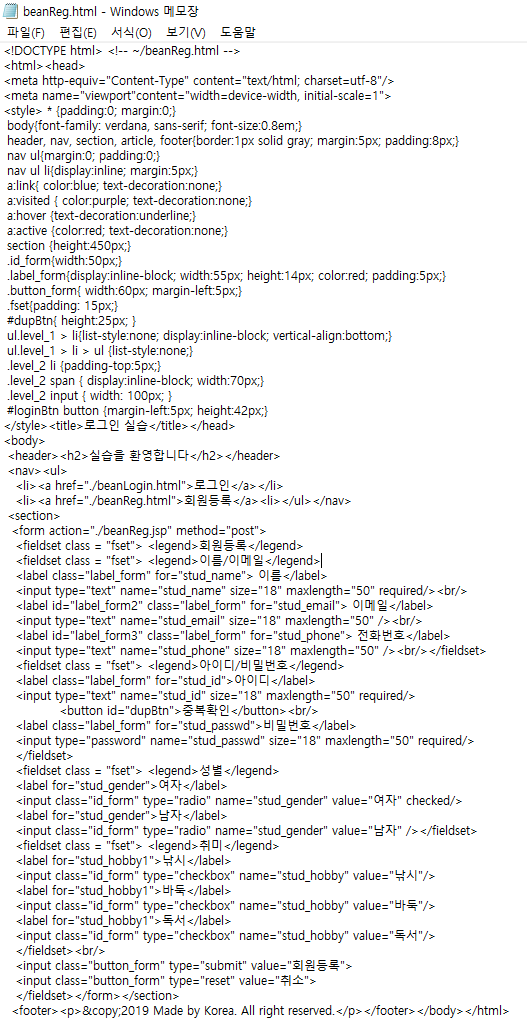 beanReg.html - Windows 메모장
파일(F) 편집(E) 서식(O) 보기(V) 도움말
<!DOCTYPE html> <!-- ~/beanReg.html -->
<html><head>
<meta http-equiv="Content-Type" content="text/html; charset=utf-8"/>
<meta name="viewport"content="width=device-width, initial-scale=1">
<style> * {padding:0; margin:0;}
body{font-family: verdana, sans-serif; font-size:0.8em;}
header, nav, section, article, footer{border:1px solid gray; margin:5px; padding:8px;}
nav ul{margin:0; padding:0;}
nav ul li{display:inline; margin:5px;}
a:link{ color:blue; text-decoration:none;}
a:visited { color:purple; text-decoration:none;}
a:hover {text-decoration:underline;}
a:active {color:red; text-decoration:none;}
section {height:450px;}
.id_form{width:50px;}
.label_form{display:inline-block; width:55px; height:14px; color:red; padding:5px;}
.button_form{ width:60px; margin-left:5px;}
.fset{padding: 15px;}
#dupBtn{ height:25px; }
ul.level_1 > li{list-style:none; display:inline-block; vertical-align:bottom;}
ul.level_1 > li > ul {list-style:none;}
.level_2 li {padding-top:5px;}
.level_2 span { display:inline-block; width:70px;}
.level_2 input { width: 100px; }
#loginBtn button {margin-left:5px; height:42px;}
</style><title>로그인 실습</title></head>
<body>
<header><h2>실습을 환영합니다</h2></header>
<nav><ul>
<li><a href="./beanLogin.html">로그인</a></li>
<li><a href="./beanReg.html">회원등록</a><li></ul></nav>
<section>
<form action="./beanReg.jsp" method="post">
<fieldset class = "fset"> <legend>회원등록</legend>
<fieldset class = "fset"> <legend>이름/이메일</legend>
<label class="label_form" for="stud_name"> 이름</label>
<input type="text" name="stud_name" size="18" maxlength="50" required/><br/>
<label id="label_form2" class="label_form" for="stud_email"> 이메일</label>
<input type="text" name="stud_email" size="18" maxlength="50" /><br/>
<label id="label_form3" class="label_form" for="stud_phone"> 전화번호</label>
<input type="text" name="stud_phone" size="18" maxlength="50" /><br/></fieldset>
<fieldset class = "fset"> <legend>아이디/비밀번호</legend>
<label class="label_form" for="stud_id">아이디</label>
<input type="text" name="stud_id" size="18" maxlength="50" required/>
<button id="dupBtn">중복확인</button><br/>
<label class="label_form" for="stud_passwd">비밀번호</label>
<input type="password" name="stud_passwd" size="18" maxlength="50" required/>
</fieldset>
<fieldset class = "fset"> <legend>성별</legend>
<label for="stud_gender">여자</label>
<input class="id_form" type="radio" name="stud_gender" value="여자" checked/>
<label for="stud_gender">남자</label>
<input class="id_form" type="radio" name="stud_gender" value="남자" /></fieldset>
<fieldset class = "fset"> <legend>취미</legend>
<label for="stud_hobby1">낚시</label>
<input class="id_form" type="checkbox" name="stud_hobby" value="낚시"/>
<label for="stud_hobby1">바둑</label>
<input class="id_form" type="checkbox" name="stud_hobby" value="바둑"/>
<label for="stud_hobby1">독서</label>
<input class="id_form" type="checkbox" name="stud_hobby" value="독서"/>
</fieldset><br/>
<input class="button_form" type="submit" value="회원등록">
<input class="button_form" type="reset" value="취소">
</fieldset></form></section>
<footer><p>&copy;2019 Made by Korea. All right reserved.</p></footer></body></html>